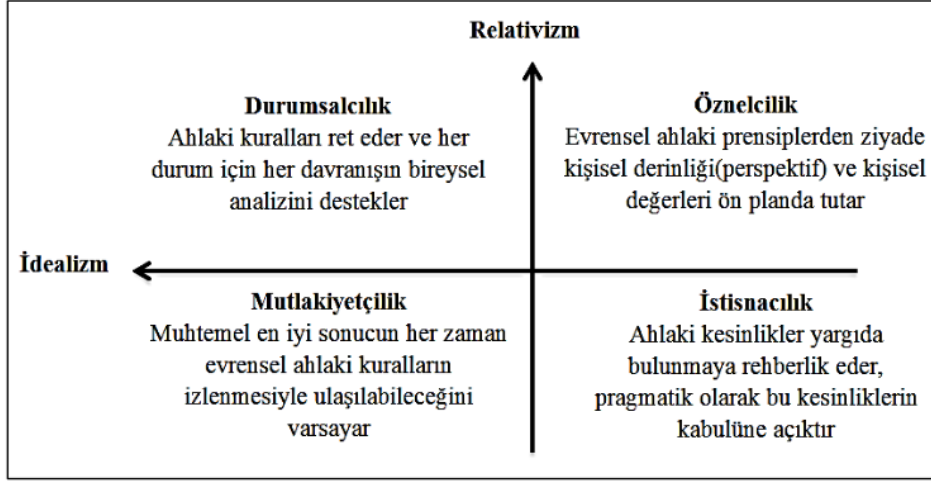 Relativizm
Durumsalcılık
Ahlaki kuralları ret eder ve her
durum için her davranışın bireysel
analizini destekler
Öznelcilik
Evrensel ahlaki prensiplerden ziyade
kişisel derinliği(perspektif) ve kişisel
değerleri ön planda tutar
İdealizm
Mutlakiyetçilik
Muhtemel en iyi sonucun her zaman
evrensel ahlaki kuralların
izlenmesiyle ulaşılabileceğini
varsayar
İstisnacılık
Ahlaki kesinlikler yargıda
bulunmaya rehberlik eder,
pragmatik olarak bu kesinliklerin
kabulüne açıktır